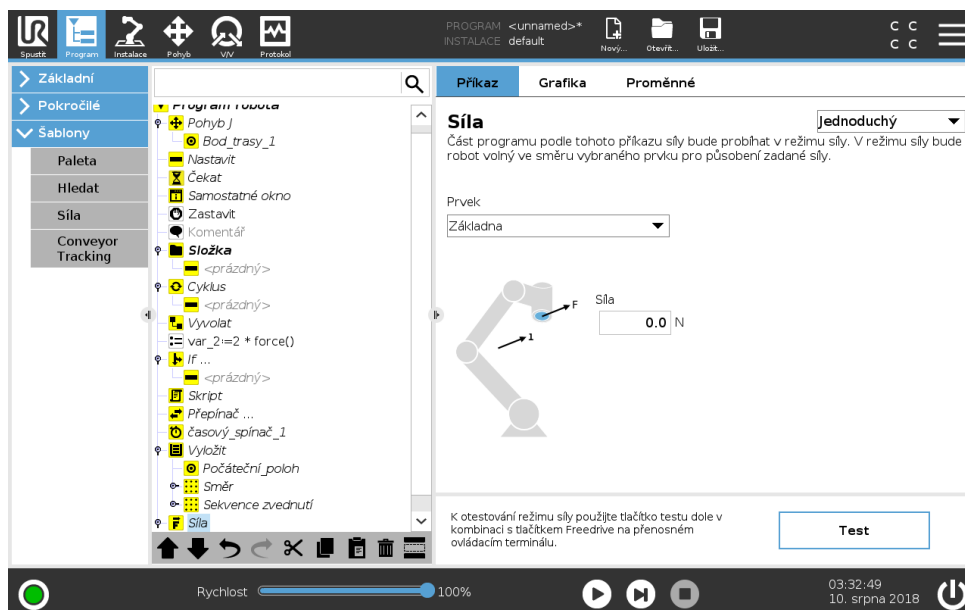 PROGRAM <unnamed>*
INSTALACE default
Spustit
Program
Instalace
Pohyb
V/V
Protokol
Nový...
Otevřít...
Uložit...
C C
C C
Základní
Pokročilé
Šablony
Paleta
Hledat
Síla
Conveyor
Tracking
Program robota
Pohyb J
Bod_trasy_1
Nastavit
Čekat
Samostatné okno
Zastavit
Komentář
Složka
<prázdný>
Cyklus
<prázdný>
Vyvolat
var_2:=2 * force()
If ...
<prázdný>
Skript
Přepínač ...
časový_spínač_1
Vyložit
Počáteční_poloh
Směr
Sekvence zvednutí
Síla
Příkaz
Grafika
Proměnné
Síla
Jednoduchý
Část programu podle tohoto příkazu síly bude probíhat v režimu síly. V režimu síly bude
robot volný ve směru vybraného prvku pro působení zadané síly.
Prvek
Základna
F
1
Síla
0.0 N
K otestování režimu síly použijte tlačítko testu dole v
kombinaci s tlačítkem Freedrive na přenosném
ovládacím terminálu.
Test
Rychlost
100%
03:32:49
10. srpna 2018